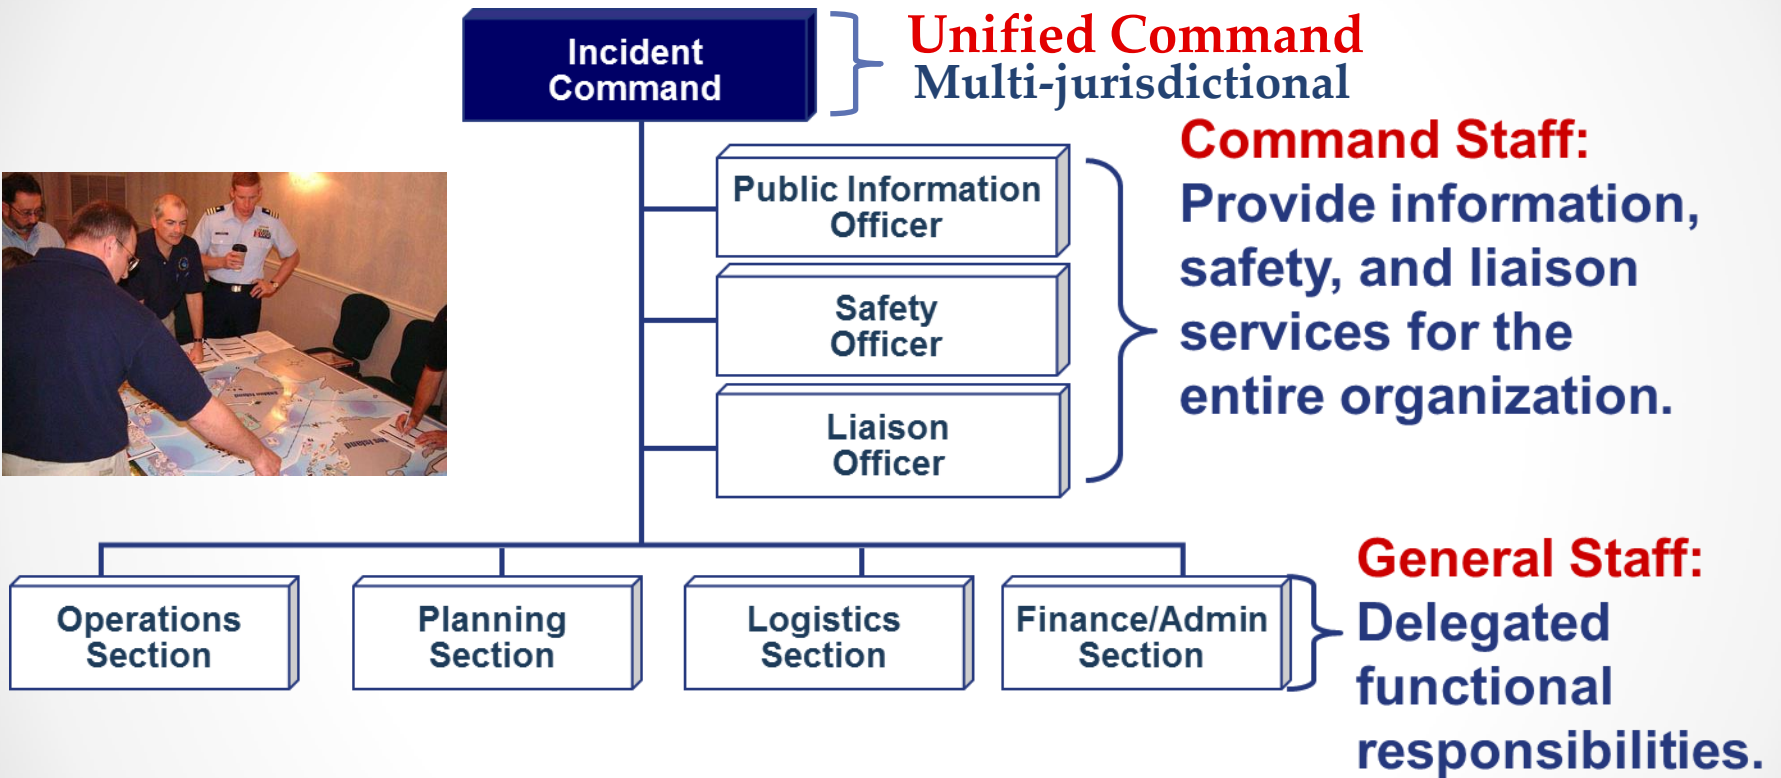 Incident
Command
Unified Command
Multi-jurisdictional
Public Information
Officer
Safety
Officer
Liaison
Officer
Command Staff:
Provide information,
safety, and liaison
services for the
entire organization.
Operations
Section
Planning
Section
Logistics
Section
Finance/Admin
Section
General Staff:
Delegated
functional
responsibilities.